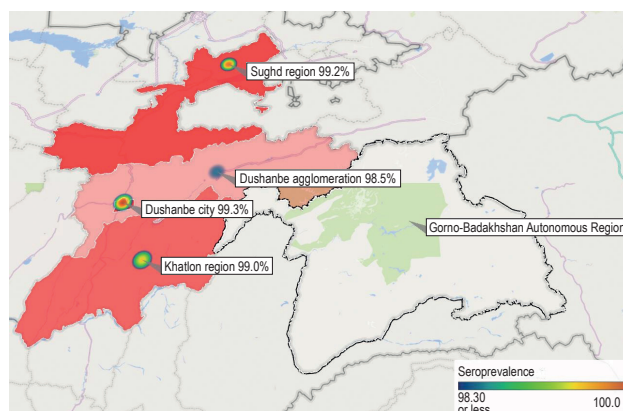 Sughd region 99.2%
Dushanbe agglomeration 98.5%
Dushanbe city 99.3%
Gorno-Badakhshan Autonomous Region
Khatlon region 99.0%
Seroprevalence
98.30 100.0
or less